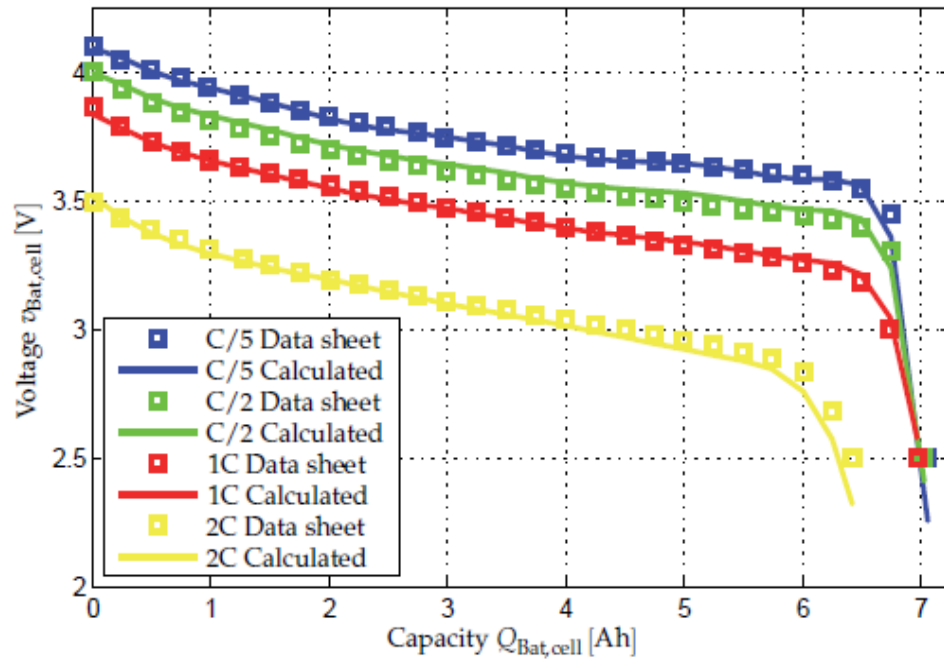 4
3.5
3
2.5
2
Voltage vBat,cell [V]
C/5 Data sheet
C/5 Calculated
C/2 Data sheet
C/2 Calculated
1C Data sheet
1C Calculated
2C Data sheet
2C Calculated
0 1 2 3 4 5 6 7
Capacity QBat,cell [Ah]